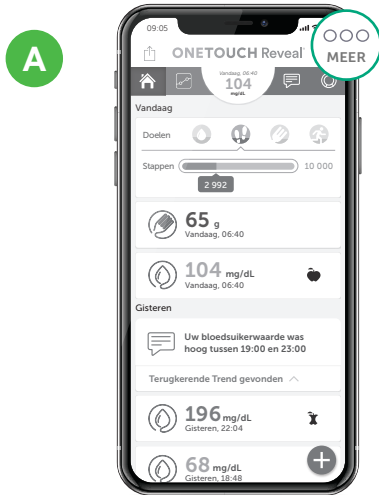 A
09:05
MEER
ONETOUCH Reveal
Vandaag, 06:40
104
mg/dL
Vandaag
Doelen
Stappen
10 000
2 992
65 g
Vandaag, 06:40
104 mg/dL
Vandaag, 06:40
Gisteren
Uw bloedsuikerwaarde was
hoog tussen 19:00 en 23:00
Terugkerende Trend gevonden
196 mg/dL
Gisteren, 22:04
68 mg/dL
Gisteren, 18:48